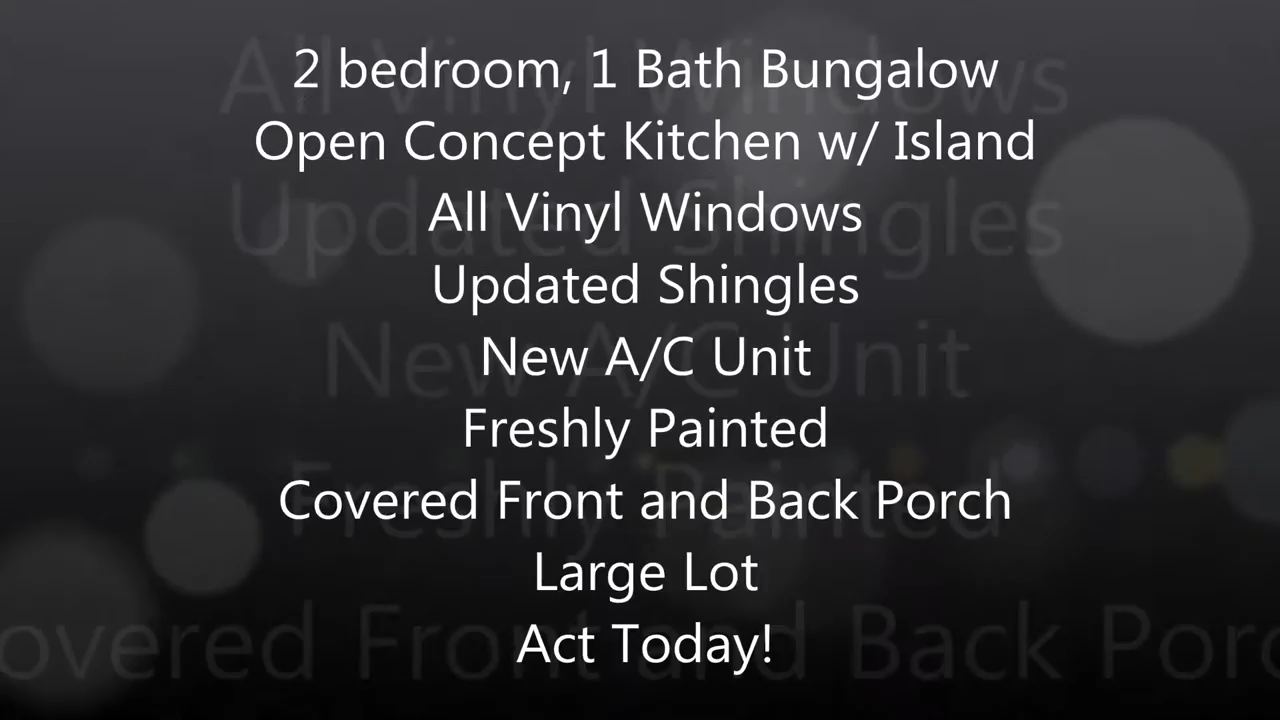 2 bedroom, 1 Bath Bungalow
Open Concept Kitchen w/ Island
All Vinyl Windows
Updated Shingles
New A/C Unit
Freshly Painted
Covered Front and Back Porch
Large Lot
Act Today!